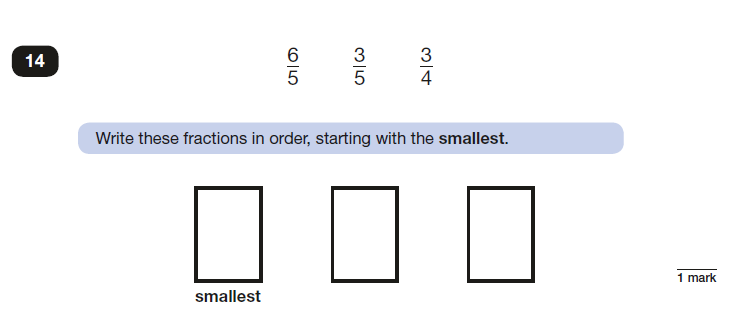 14
6/5 3/5 3/4
Write these fractions in order, starting with the smallest.
smallest
1 mark